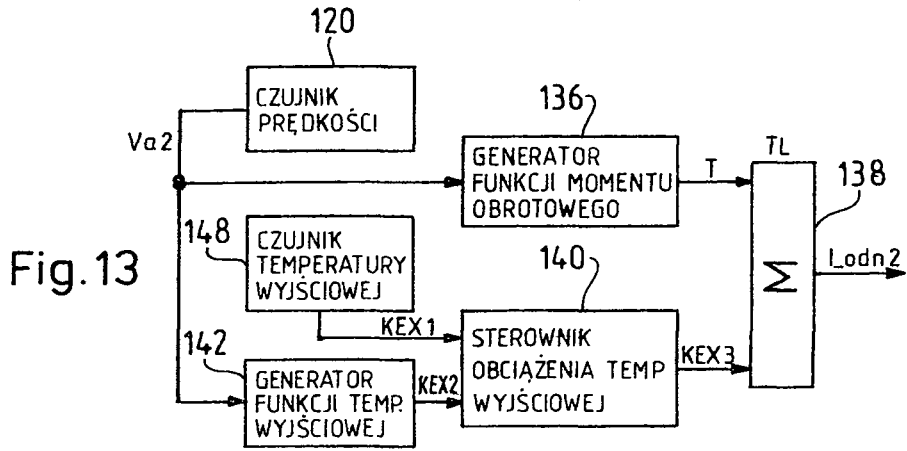 120
CZUJNIK
PRĘDKOŚCI
Va2
136
GENERATOR
FUNKCJI MOMENTU
OBROTOWEGO
T
TL
138
M
I_odn2
148
CZUJNIK
TEMPERATURY
WYJŚCIOWEJ
KEX1
140
STEROWNIK
OBCIĄŻENIA TEMP
WYJŚCIOWEJ
KEX3
142
GENERATOR
FUNKCJI TEMP.
WYJŚCIOWEJ
KEX2
Fig.13